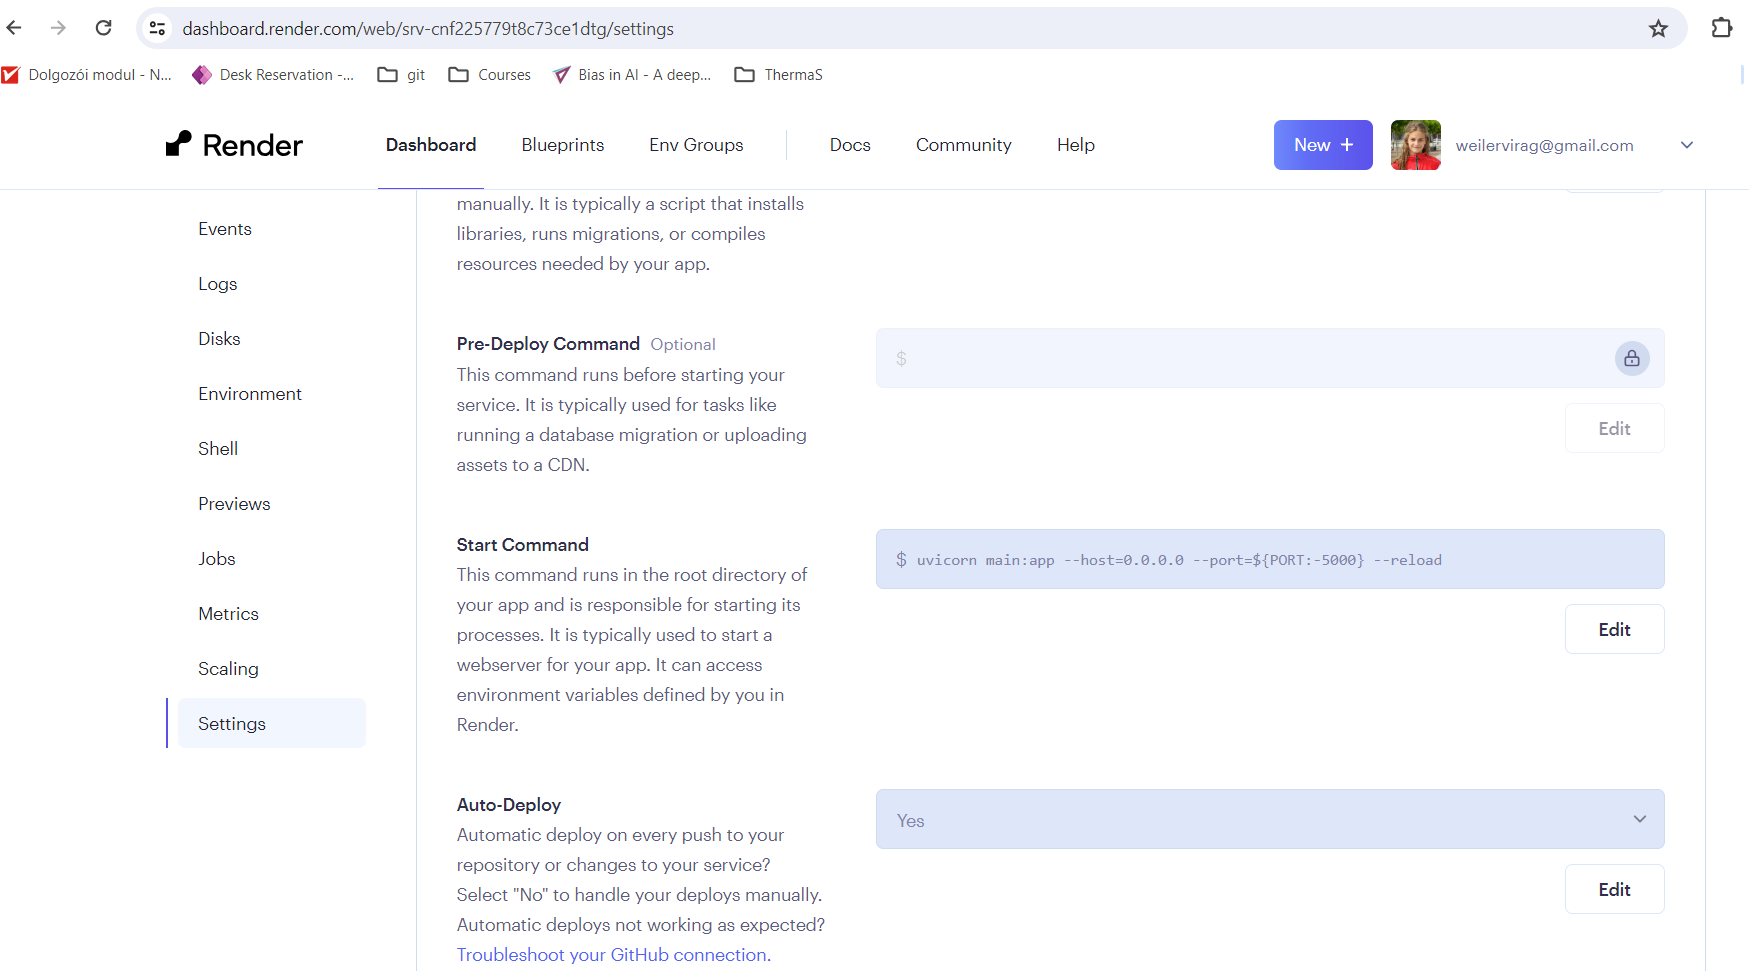 dashboard.render.com/web/srv-cnf225779t8c73ce1dtg/settings
Dolgozói modul - N... Desk Reservation -... git Courses Bias in AI - A deep... ThermaS
Render Dashboard Blueprints Env Groups Docs Community Help New + weilervirag@gmail.com
Events
Logs
Disks
Environment
Shell
Previews
Jobs
Metrics
Scaling
Settings
manually. It is typically a script that installs
libraries, runs migrations, or compiles
resources needed by your app.
Pre-Deploy Command Optional
This command runs before starting your
service. It is typically used for tasks like
running a database migration or uploading
assets to a CDN.
$
Edit
Start Command
This command runs in the root directory of
your app and is responsible for starting its
processes. It is typically used to start a
webserver for your app. It can access
environment variables defined by you in
Render.
$ uvicorn main:app --host=0.0.0.0 --port=${PORT:-5000} --reload
Edit
Auto-Deploy
Automatic deploy on every push to your
repository or changes to your service?
Select "No" to handle your deploys manually.
Automatic deploys not working as expected?
Troubleshoot your GitHub connection.
Yes
Edit